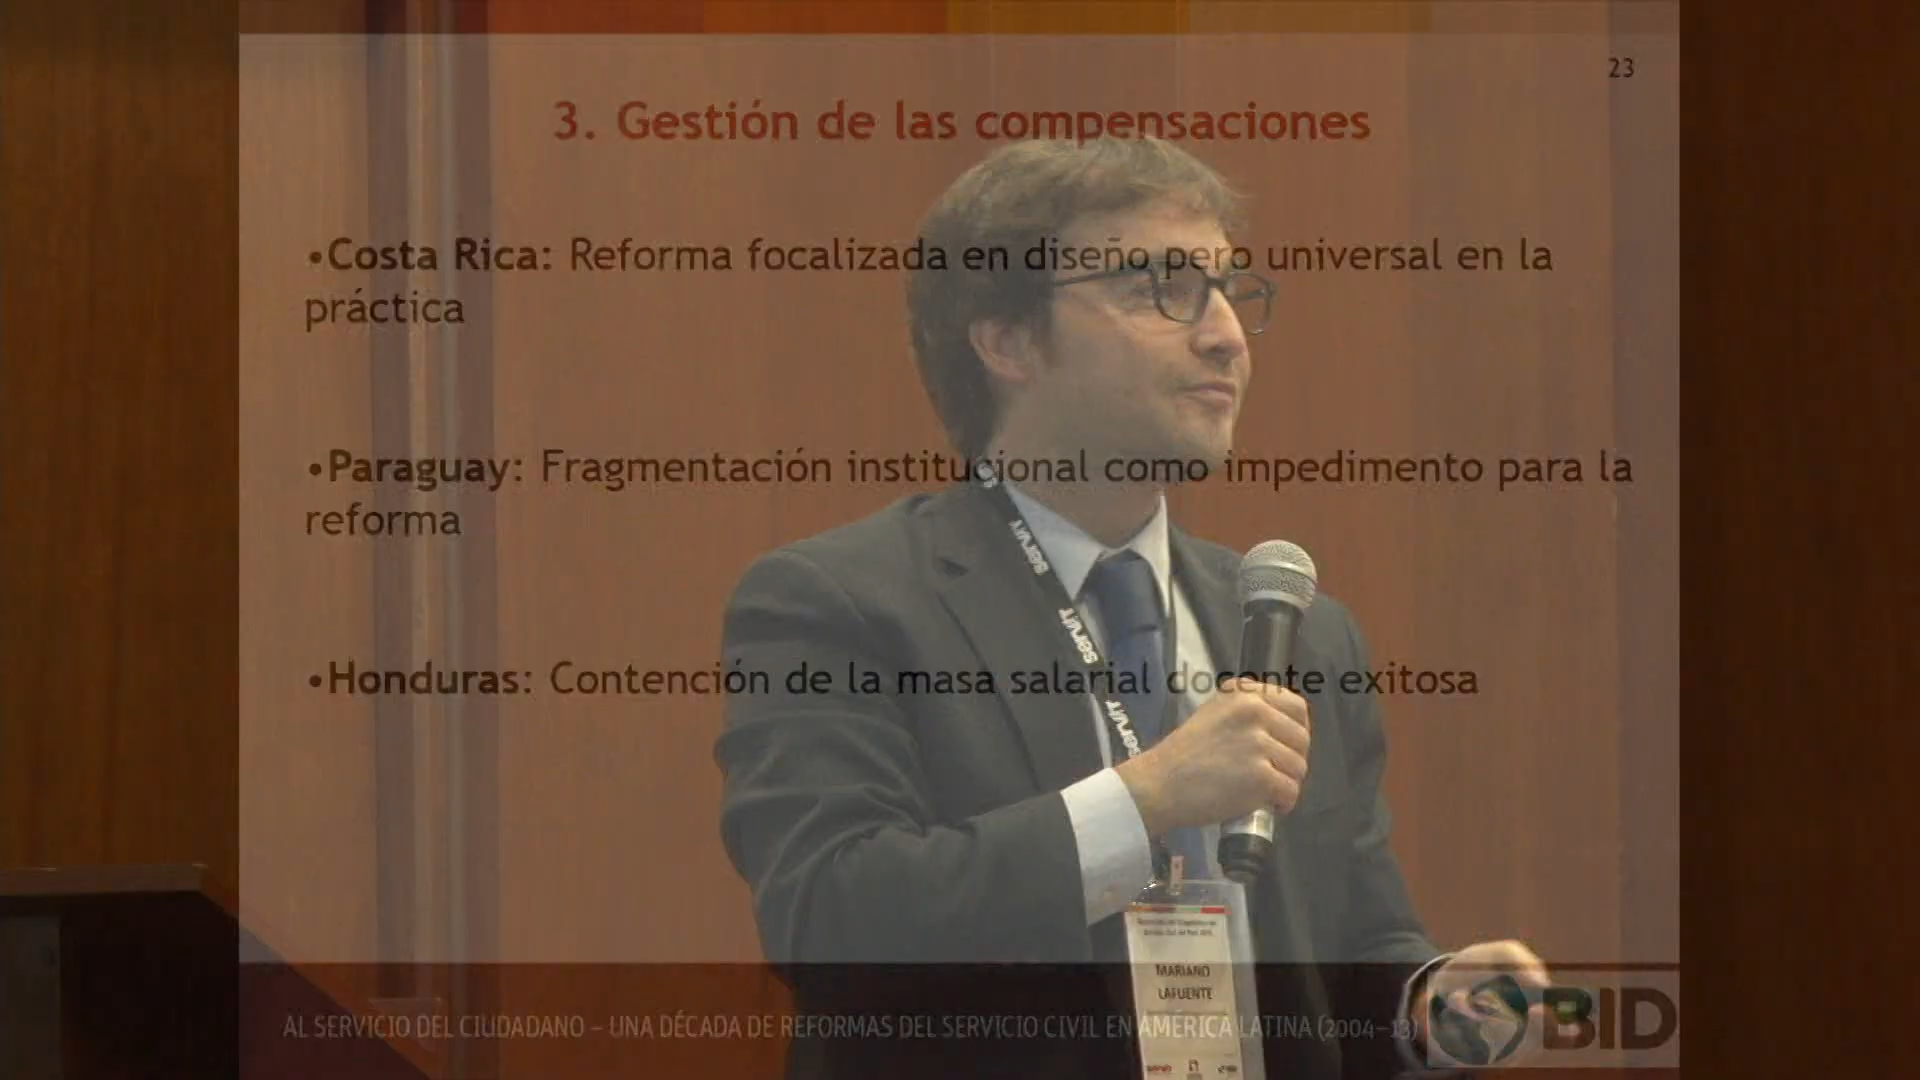 23
3. Gestión de las compensaciones
•Costa Rica: Reforma focalizada en diseño pero universal en la
práctica
•Paraguay: Fragmentación institucional como impedimento para la
reforma
•Honduras: Contención de la masa salarial docente exitosa
servir
servir
servir
MARIANO
LAFUENTE
AL SERVICIO DEL CIUDADANO – UNA DÉCADA DE REFORMAS DEL SERVICIO CIVIL EN AMÉRICA LATINA (2004–13)
BID